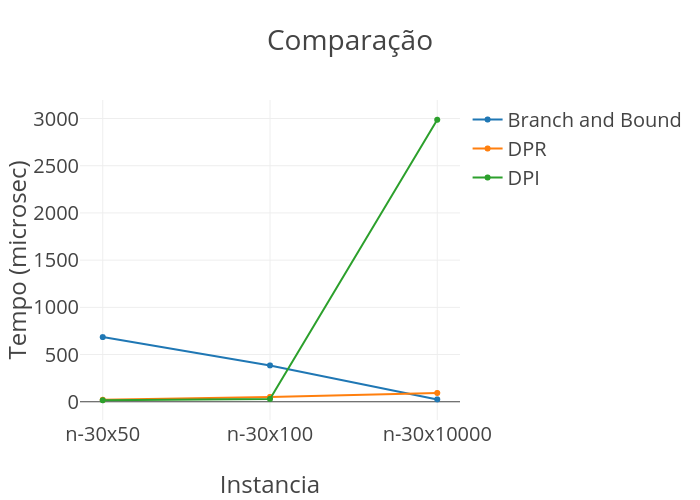 Comparação
Branch and Bound
DPR
DPI
Tempo (microsec)
3000
2500
2000
1500
1000
500
0
n-30x50
n-30x100
n-30x10000
Instancia